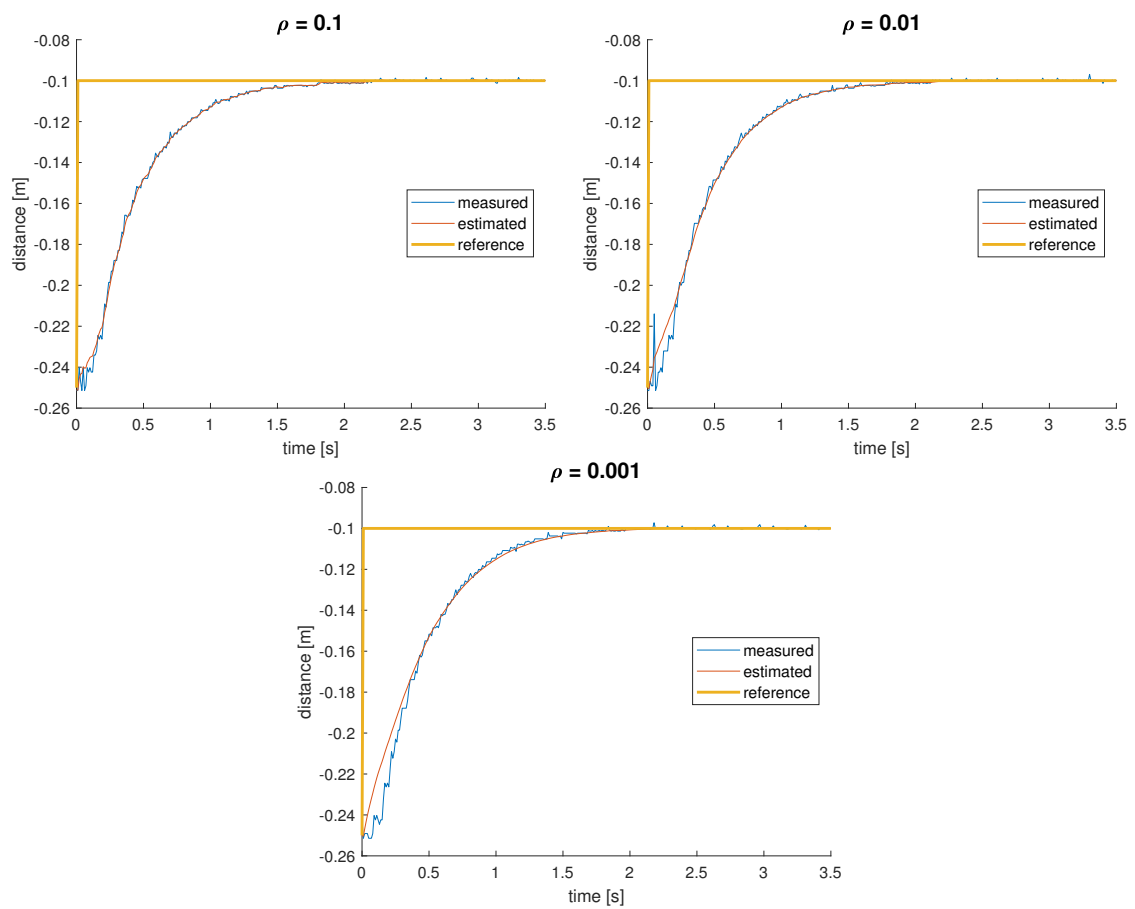 ρ = 0.1
-0.08
-0.1
-0.12
-0.14
-0.16
-0.18
-0.2
-0.22
-0.24
-0.26
distance [m]
measured
estimated
reference
0 0.5 1 1.5 2 2.5 3 3.5
time [s]
ρ = 0.01
-0.08
-0.1
-0.12
-0.14
-0.16
-0.18
-0.2
-0.22
-0.24
-0.26
distance [m]
measured
estimated
reference
0 0.5 1 1.5 2 2.5 3 3.5
time [s]
ρ = 0.001
-0.08
-0.1
-0.12
-0.14
-0.16
-0.18
-0.2
-0.22
-0.24
-0.26
distance [m]
measured
estimated
reference
0 0.5 1 1.5 2 2.5 3 3.5
time [s]